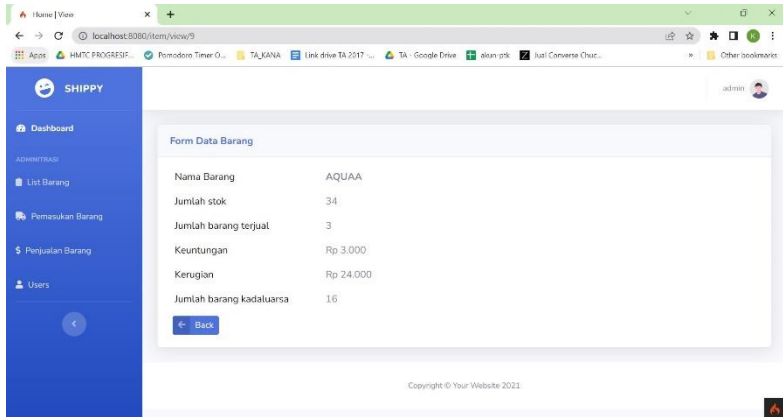 Home | View
localhost:8080/item/view/9
Apps HMTC PROGRESIF... Pomodoro Timer O... TA_KANA Link drive TA 2017 -... TA - Google Drive akun-ptk Jual Converse Chuc... » Other bookmarks
SHIPPY
admin
Dashboard
Form Data Barang
ADMINITRASI
List Barang
Pemasukan Barang
Penjualan Barang
Users
Nama Barang AQUAA
Jumlah stok 34
Jumlah barang terjual 3
Keuntungan Rp 3.000
Kerugian Rp 24.000
Jumlah barang kadaluarsa 16
Back
Copyright © Your Website 2021